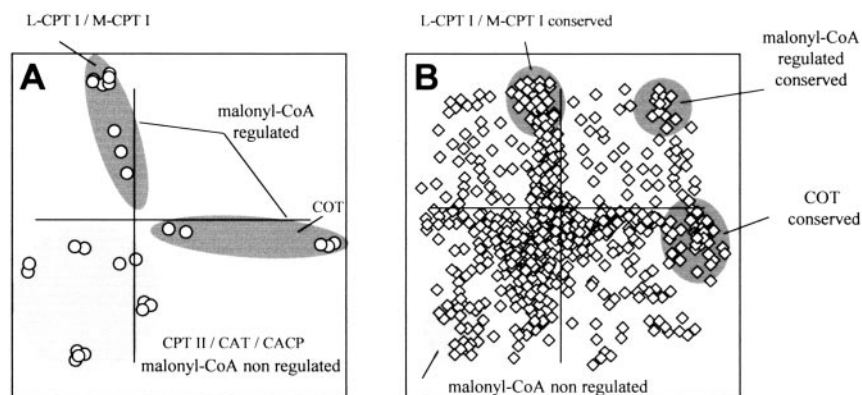 L-CPT I / M-CPT I
A
malonyl-CoA
regulated
COT
CPT II / CAT / CACP
malonyl-CoA non regulated
L-CPT I / M-CPT I conserved
B
malonyl-CoA
regulated
conserved
COT
conserved
malonyl-CoA non regulated